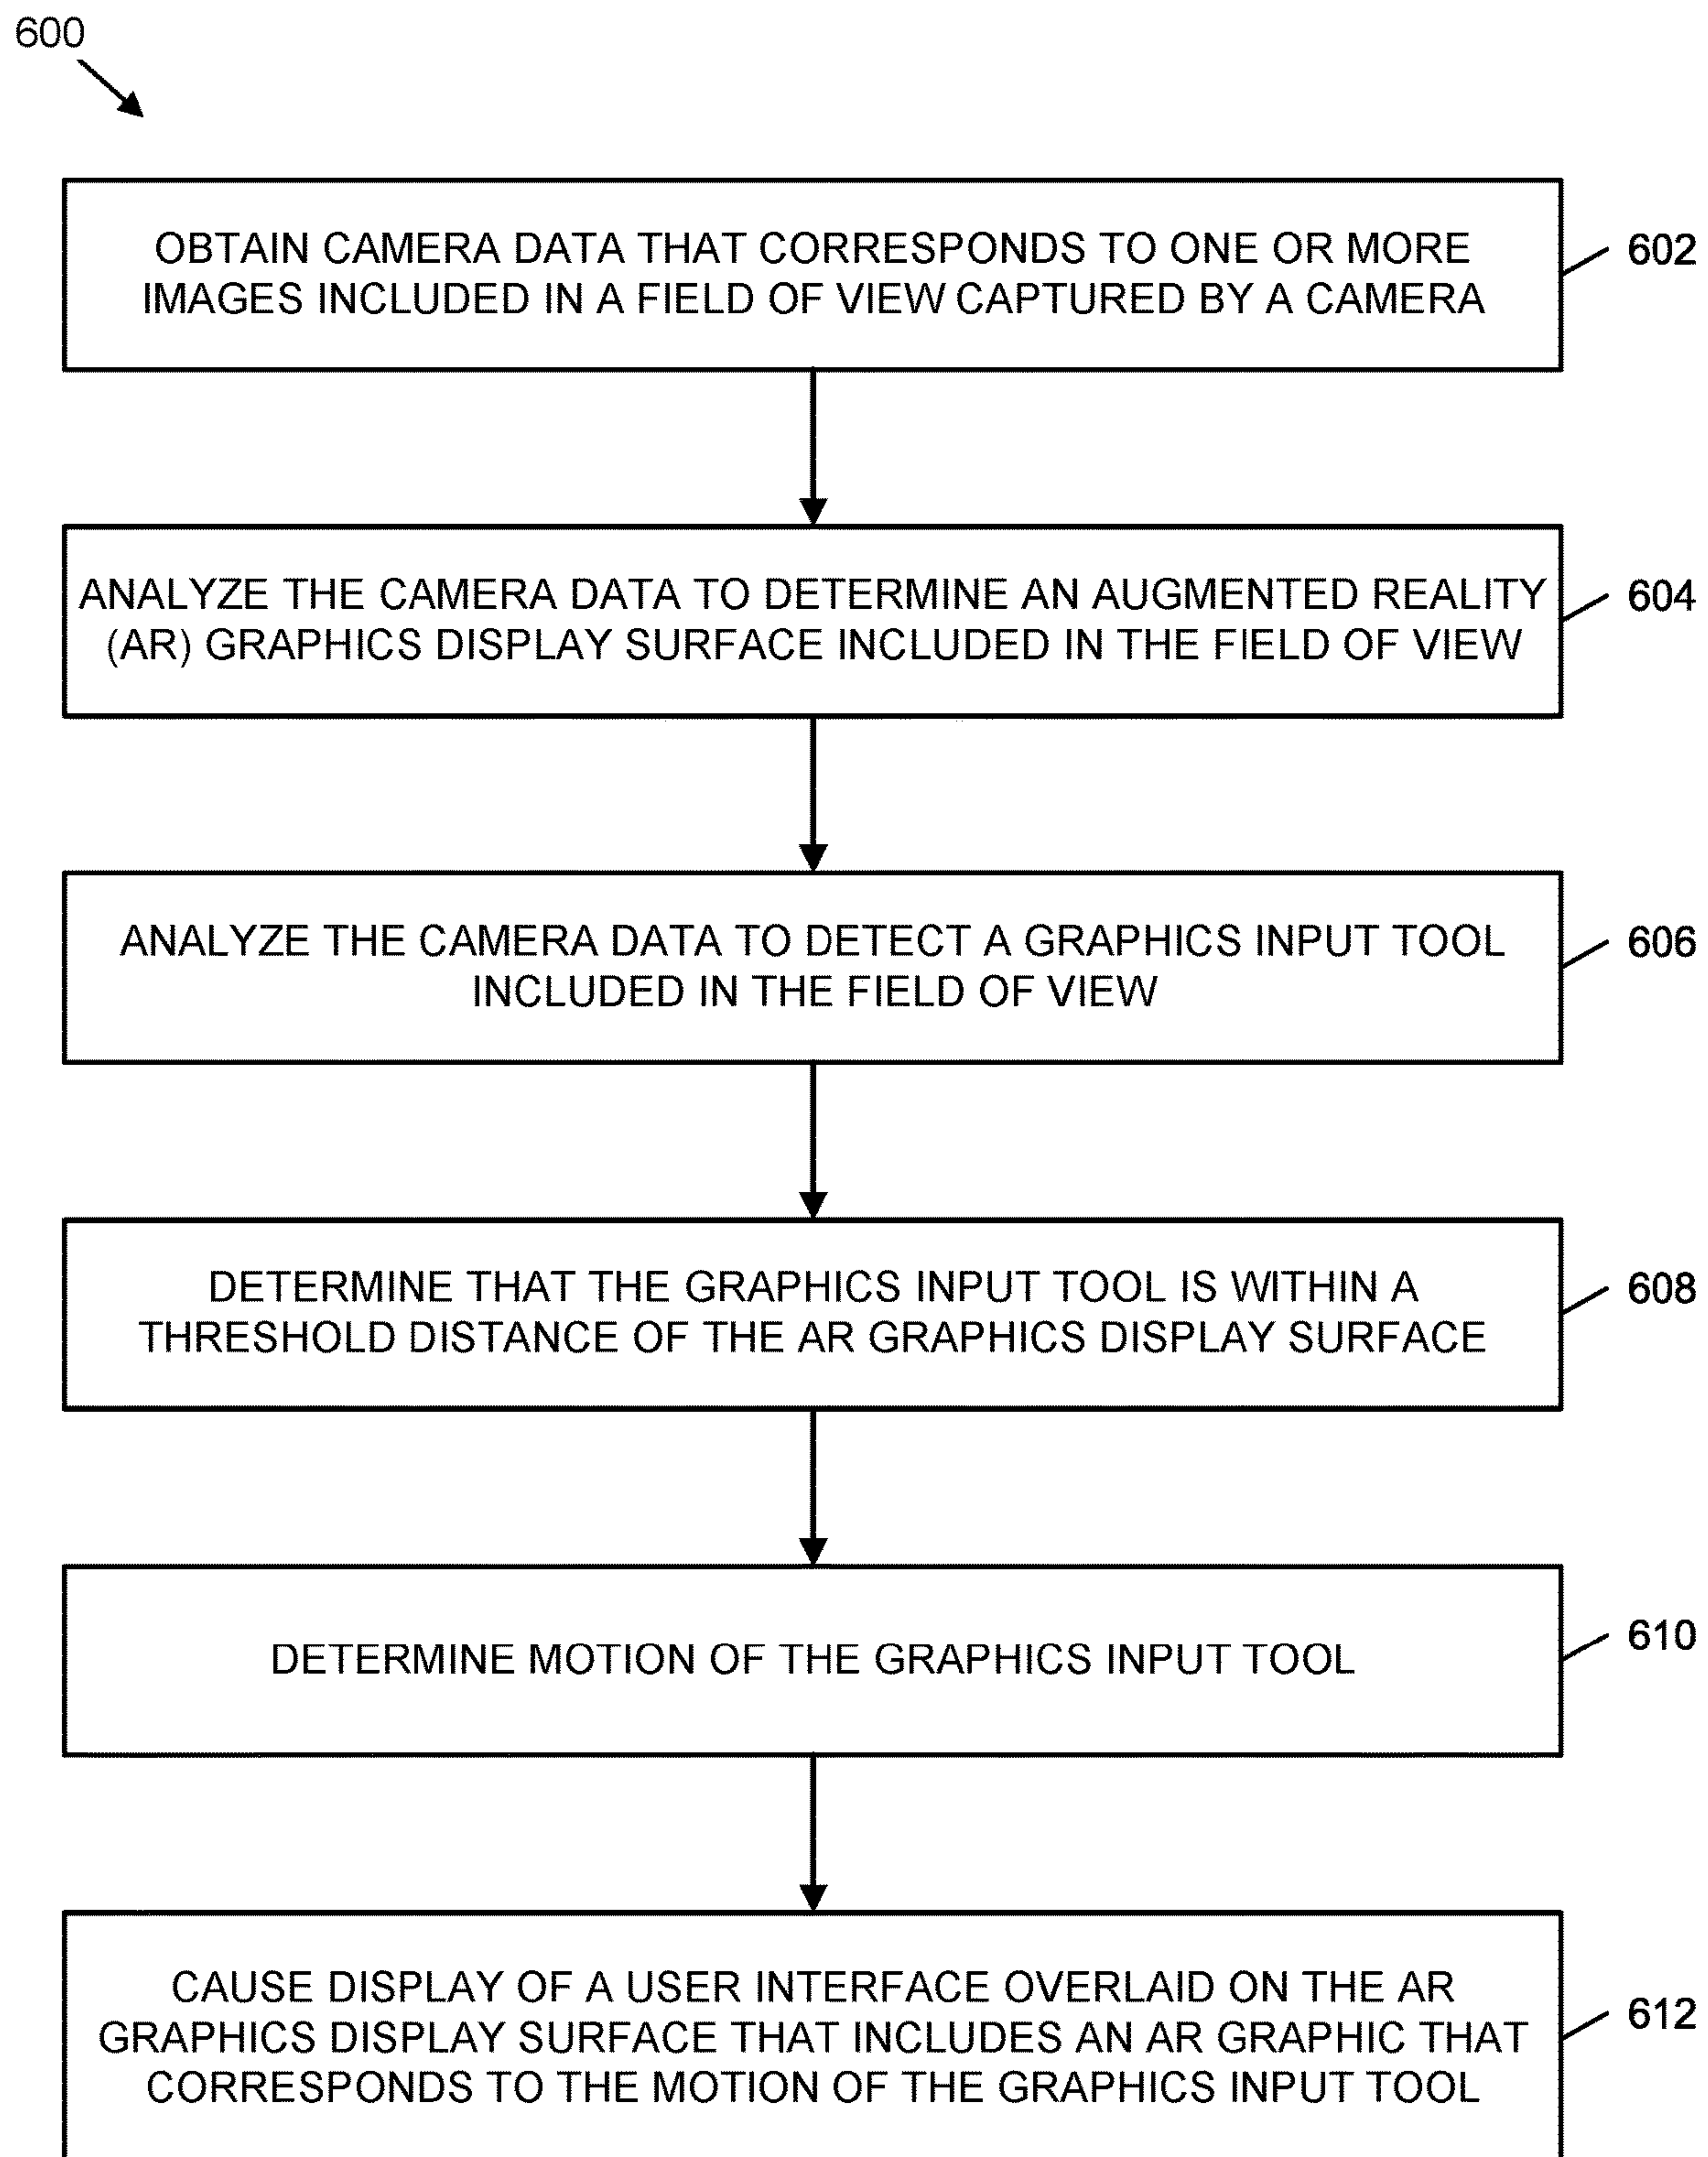 600
OBTAIN CAMERA DATA THAT CORRESPONDS TO ONE OR MORE
IMAGES INCLUDED IN A FIELD OF VIEW CAPTURED BY A CAMERA
602
ANALYZE THE CAMERA DATA TO DETERMINE AN AUGMENTED REALITY
(AR) GRAPHICS DISPLAY SURFACE INCLUDED IN THE FIELD OF VIEW
604
ANALYZE THE CAMERA DATA TO DETECT A GRAPHICS INPUT TOOL
INCLUDED IN THE FIELD OF VIEW
606
DETERMINE THAT THE GRAPHICS INPUT TOOL IS WITHIN A
THRESHOLD DISTANCE OF THE AR GRAPHICS DISPLAY SURFACE
608
DETERMINE MOTION OF THE GRAPHICS INPUT TOOL
610
CAUSE DISPLAY OF A USER INTERFACE OVERLAID ON THE AR
GRAPHICS DISPLAY SURFACE THAT INCLUDES AN AR GRAPHIC THAT
CORRESPONDS TO THE MOTION OF THE GRAPHICS INPUT TOOL
612